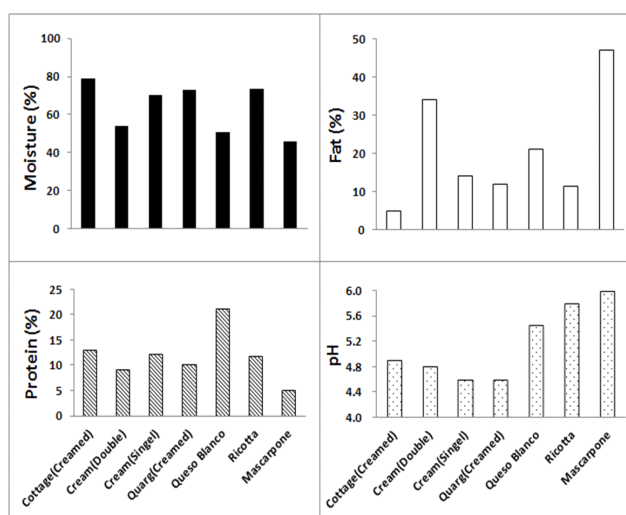 100
80
60
40
20
0
Moisture (%)
50
40
30
20
10
0
Fat (%)
25
20
15
10
5
0
Protein (%)
Cottage(Creamed)
Cream(Double)
Cream(Singel)
Quarg(Creamed)
Queso Blanco
Ricotta
Mascarpone
6.0
5.6
5.2
4.8
4.4
4.0
pH
Cottage(Creamed)
Cream(Double)
Cream(Singel)
Quarg(Creamed)
Queso Blanco
Ricotta
Mascarpone